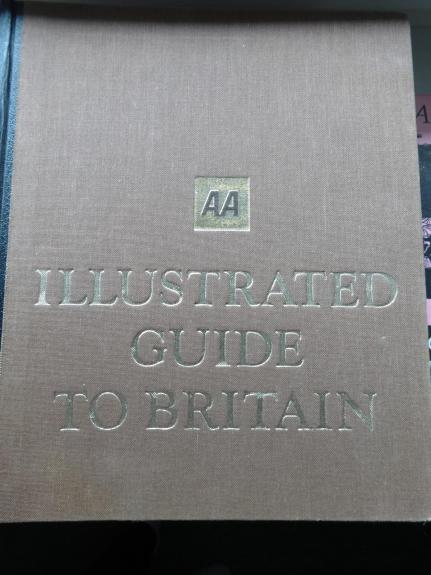 AA
ILLUSTRATED
GUIDE
TO BRITAIN